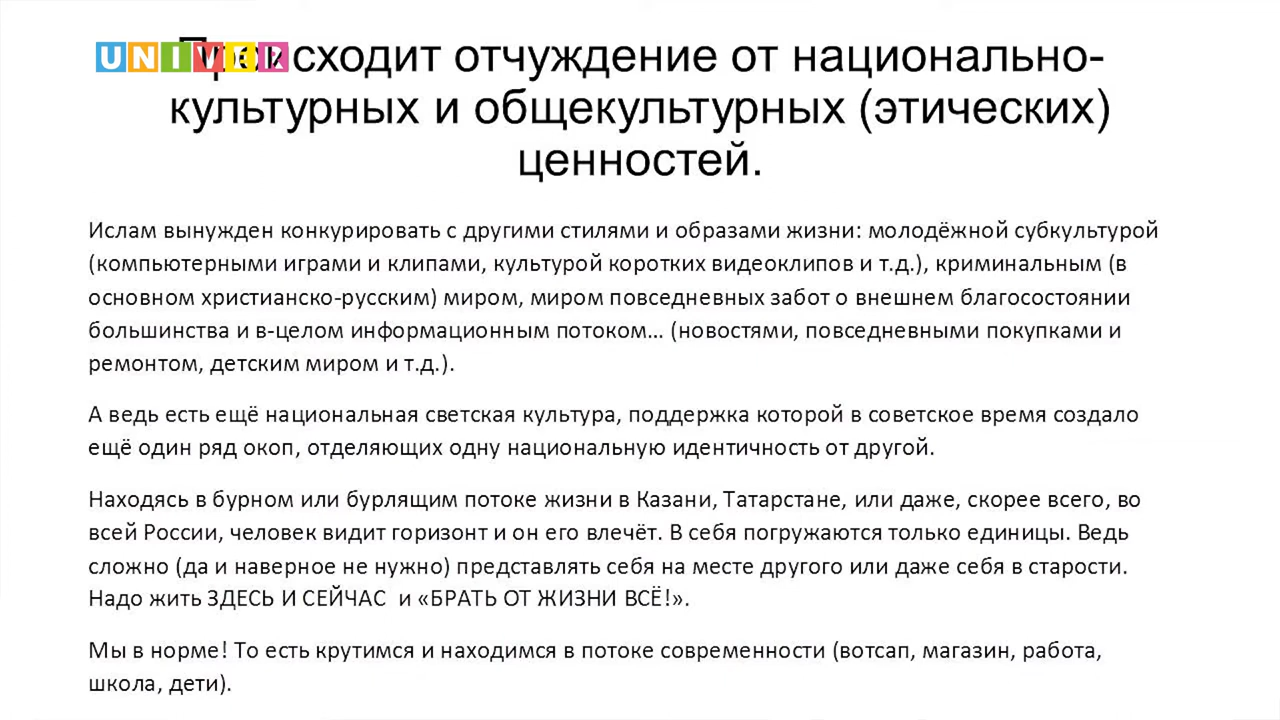 UNIVER
Происходит отчуждение от национально-
культурных и общекультурных (этических)
ценностей.
Ислам вынужден конкурировать с другими стилями и образами жизни: молодёжной субкультурой
(компьютерными играми и клипами, культурой коротких видеоклипов и т.д.), криминальным (в
основном христианско-русским) миром, миром повседневных забот о внешнем благосостоянии
большинства и в-целом информационным потоком... (новостями, повседневными покупками и
ремонтом, детским миром и т.д.).
А ведь есть ещё национальная светская культура, поддержка которой в советское время создало
ещё один ряд окоп, отделяющих одну национальную идентичность от другой.
Находясь в бурном или бурлящим потоке жизни в Казани, Татарстане, или даже, скорее всего, во
всей России, человек видит горизонт и он его влечёт. В себя погружаются только единицы. Ведь
сложно (да и наверное не нужно) представлять себя на месте другого или даже себя в старости.
Надо жить ЗДЕСЬ И СЕЙЧАС и «БРАТЬ ОТ ЖИЗНИ ВСЁ!».
Мы в норме! То есть крутимся и находимся в потоке современности (вотсап, магазин, работа,
школа, дети).